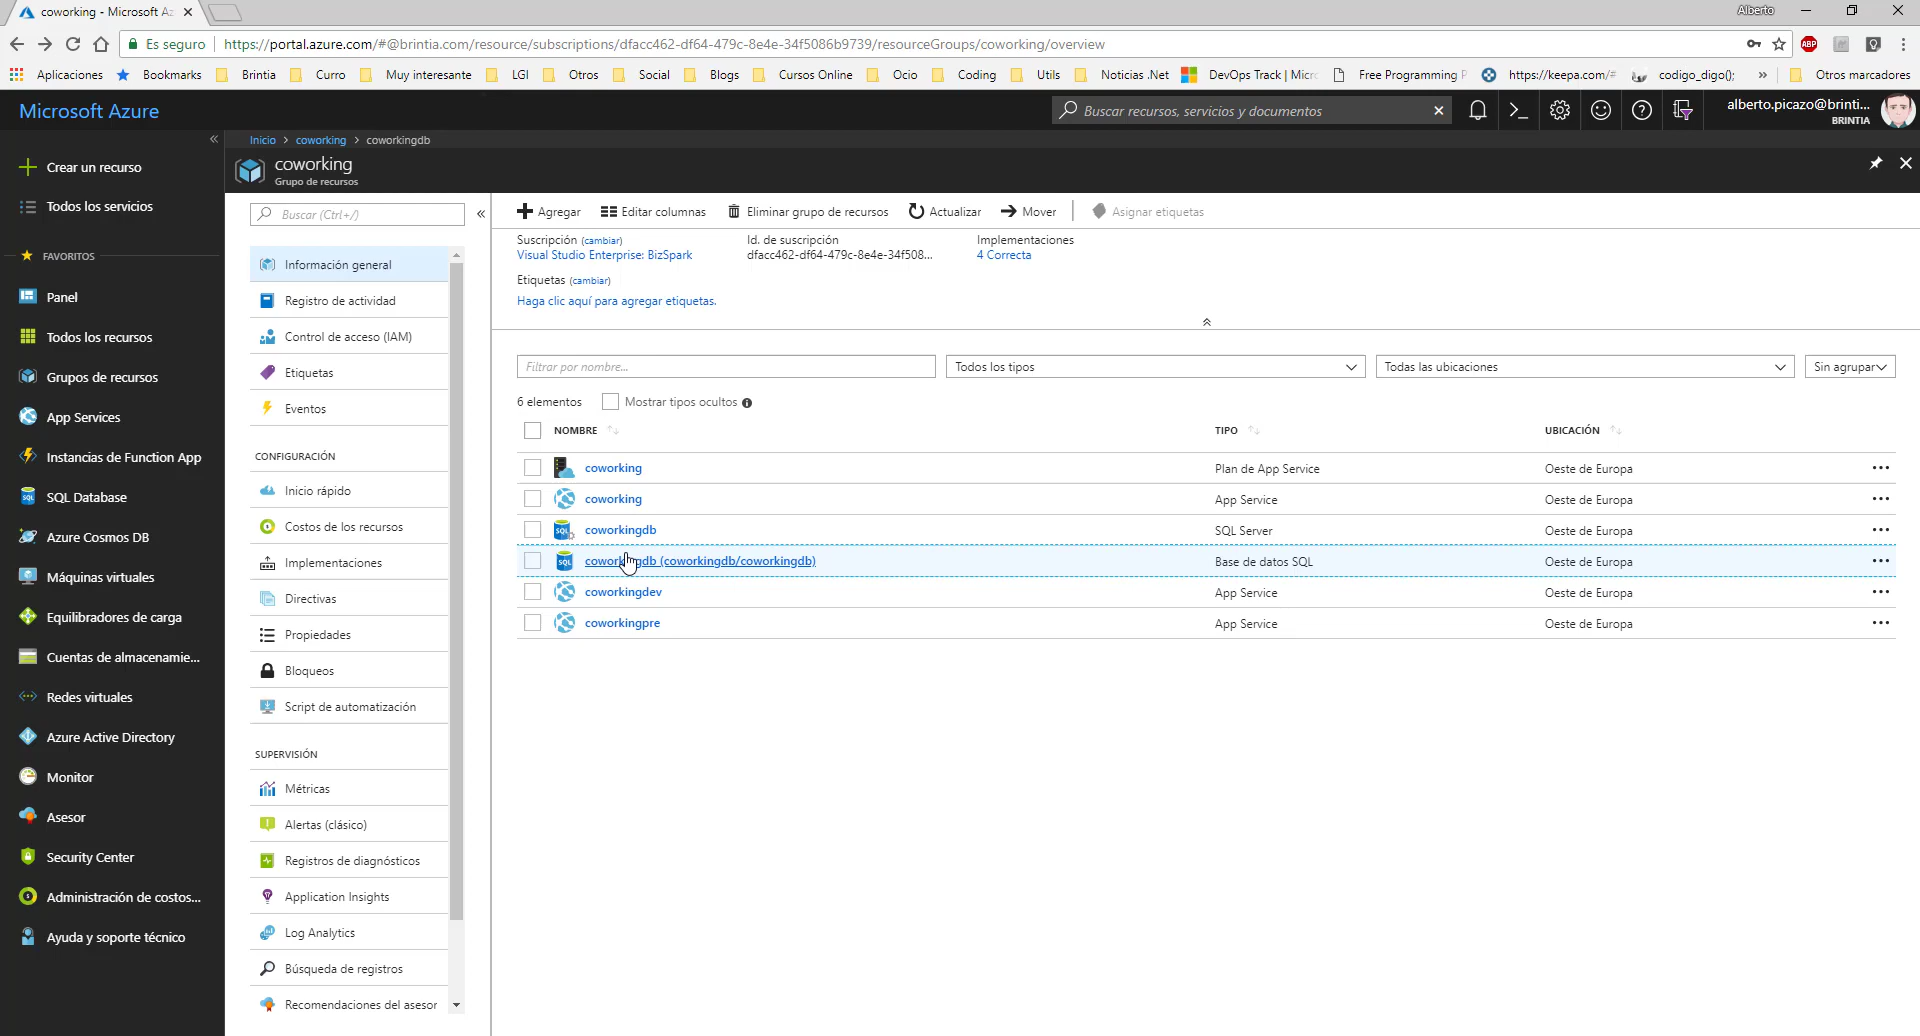 coworking - Microsoft Az
Alberto
Es seguro
https://portal.azure.com/#@brintia.com/resource/subscriptions/dfacc462-df64-479c-8e4e-34f5086b9739/resourceGroups/coworking/overview
ABP
Aplicaciones Bookmarks Brintia Curro Muy interesante LGI Otros Social Blogs Cursos Online Ocio Coding Utils Noticias .Net DevOps Track | Micro Free Programming https://keepa.com/# codigo_digo(); » Otros marcadores
Microsoft Azure
Buscar recursos, servicios y documentos
alberto.picazo@brinti...
BRINTIA
Inicio > coworking > coworkingdb
coworking
Grupo de recursos
Crear un recurso
Todos los servicios
FAVORITOS
Panel
Todos los recursos
Grupos de recursos
App Services
Instancias de Function App
SQL Database
Azure Cosmos DB
Máquinas virtuales
Equilibradores de carga
Cuentas de almacenamie...
Redes virtuales
Azure Active Directory
Monitor
Asesor
Security Center
Administración de costos...
Ayuda y soporte técnico
Buscar (Ctrl+/)
Información general
Registro de actividad
Control de acceso (IAM)
Etiquetas
Eventos
CONFIGURACIÓN
Inicio rápido
Costos de los recursos
Implementaciones
Directivas
Propiedades
Bloqueos
Script de automatización
SUPERVISIÓN
Métricas
Alertas (clásico)
Registros de diagnósticos
Application Insights
Log Analytics
Búsqueda de registros
Recomendaciones del asesor
Agregar Editar columnas Eliminar grupo de recursos Actualizar Mover Asignar etiquetas
Suscripción (cambiar) Id. de suscripción Implementaciones
Visual Studio Enterprise: BizSpark dfacc462-df64-479c-8e4e-34f508... 4 Correcta
Etiquetas (cambiar)
Haga clic aquí para agregar etiquetas.
Filtrar por nombre... Todos los tipos Todas las ubicaciones Sin agrupar
6 elementos Mostrar tipos ocultos
NOMBRE TIPO UBICACIÓN
coworking Plan de App Service Oeste de Europa
coworking App Service Oeste de Europa
coworkingdb SQL Server Oeste de Europa
coworkingdb (coworkingdb/coworkingdb) Base de datos SQL Oeste de Europa
coworkingdev App Service Oeste de Europa
coworkingpre App Service Oeste de Europa